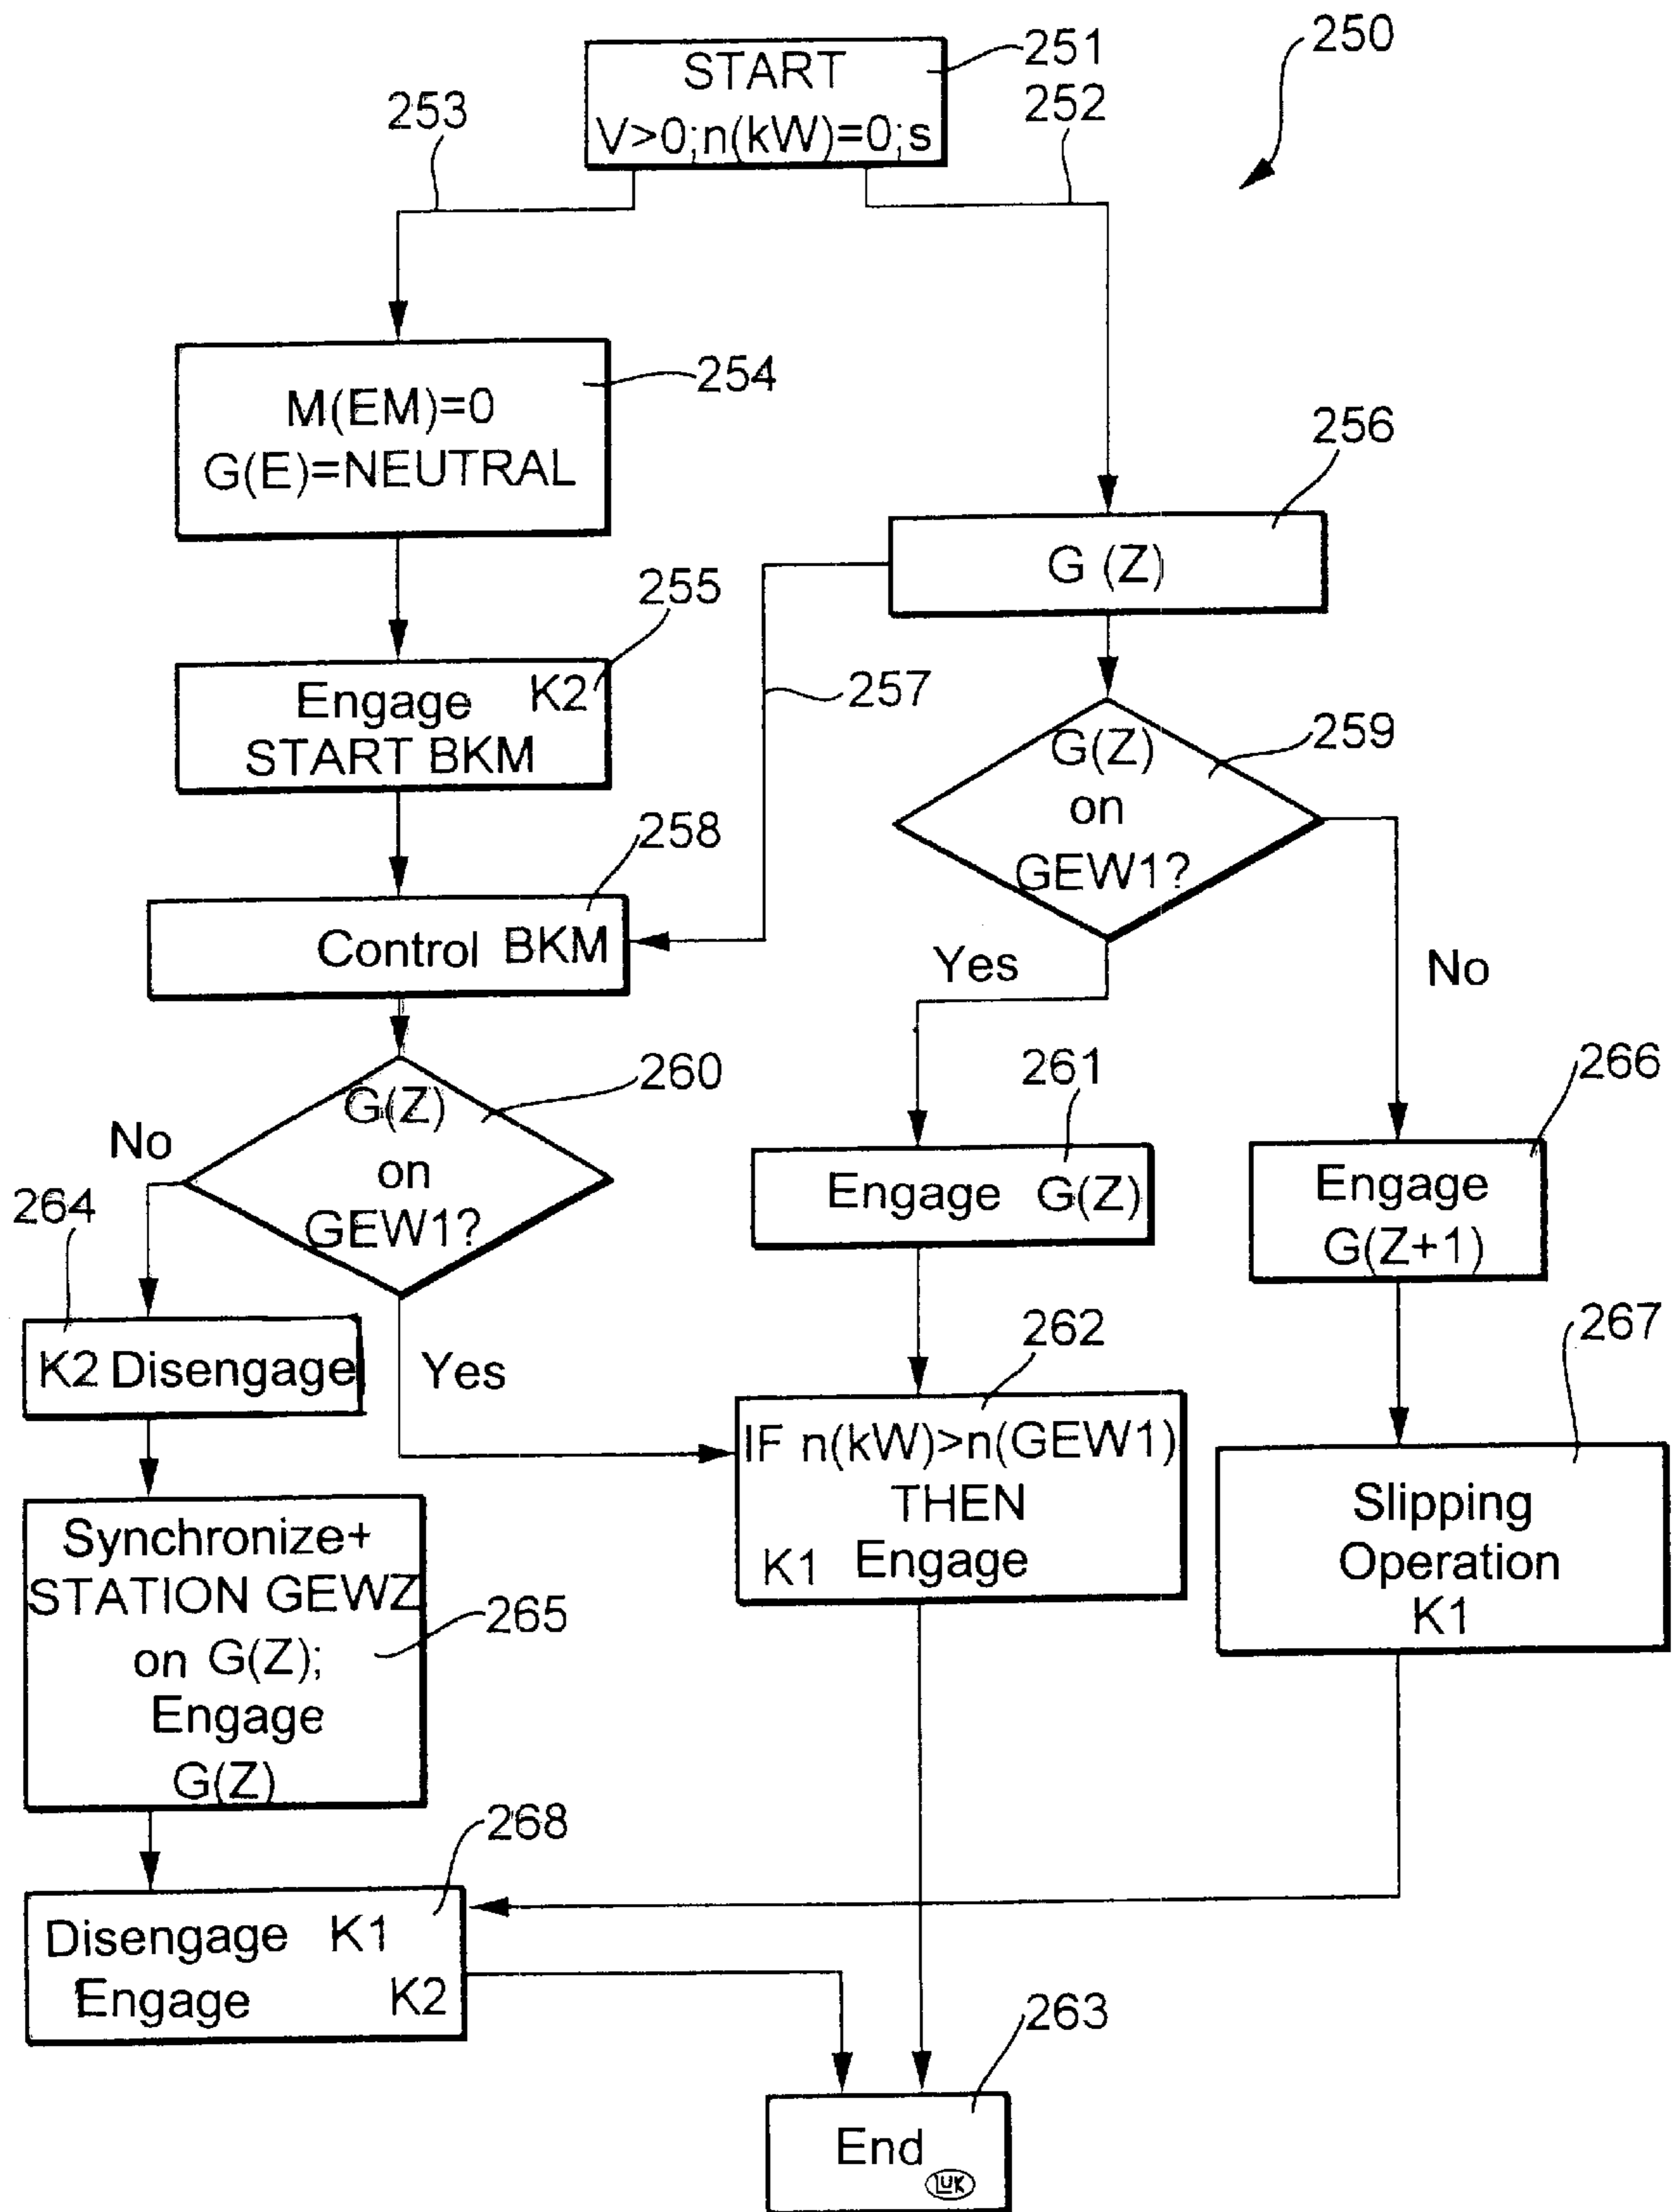 250
251
START
V>0;n(kW)=0;s
252
253
254
M(EM)=0
G(E)=NEUTRAL
256
G (Z)
255
Engage K2
START BKM
257
259
G(Z)
on
GEW1?
258
Control BKM
Yes
No
260
G(Z)
on
GEW1?
No
Yes
261
Engage G(Z)
266
Engage
G(Z+1)
264
K2 Disengage
262
IF n(kW)>n(GEW1)
THEN
K1 Engage
267
Slipping
Operation
K1
Synchronize+
STATION GEWZ
on G(Z);
Engage
G(Z)
265
268
Disengage K1
Engage K2
263
End
LUK